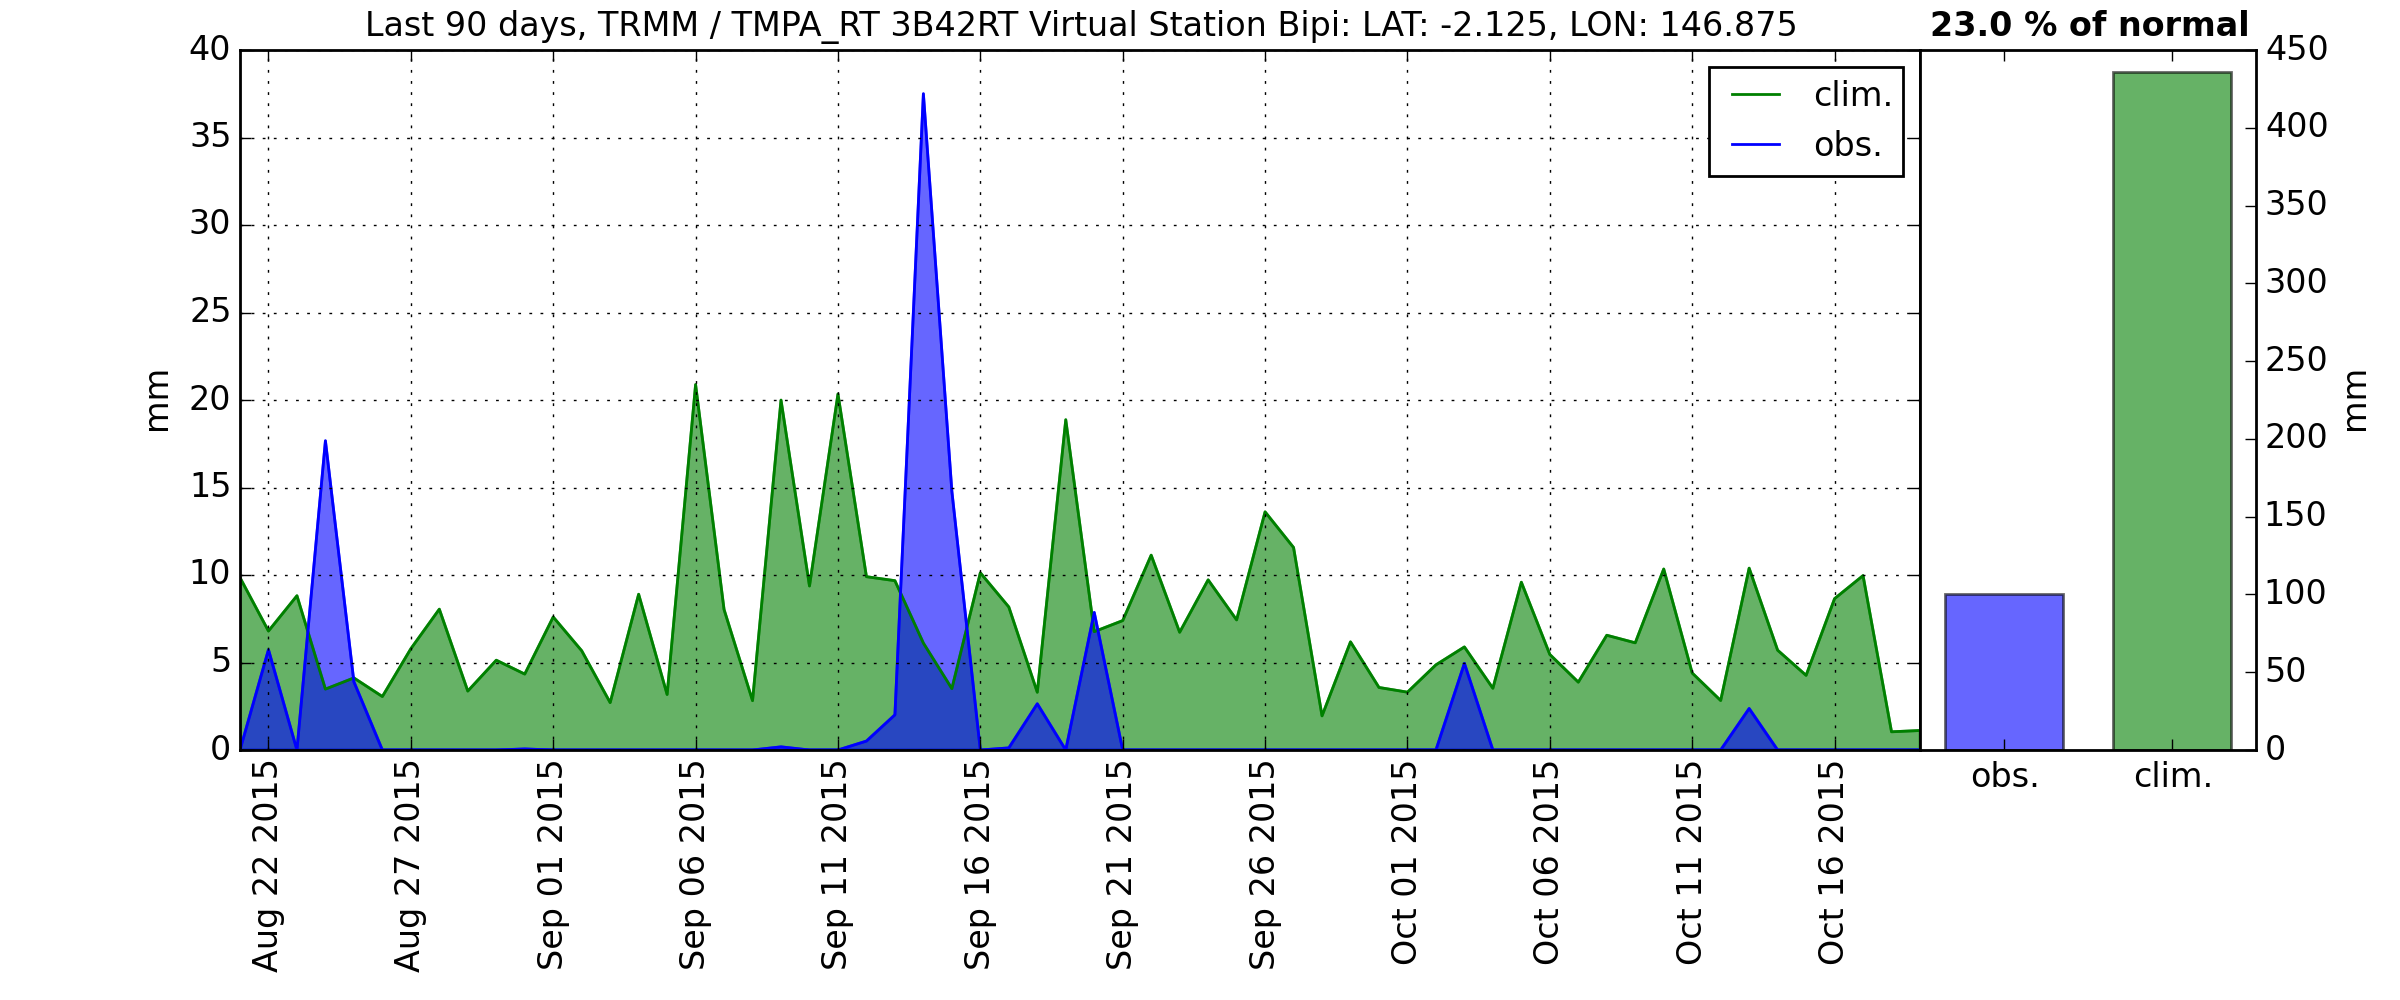 Last 90 days, TRMM / TMPA_RT 3B42RT Virtual Station Bipi: LAT: -2.125, LON: 146.875
23.0 % of normal
40
35
30
25
20
15
10
5
0
mm
clim.
obs.
450
400
350
300
250
200
150
100
50
0
mm
Aug 22 2015
Aug 27 2015
Sep 01 2015
Sep 06 2015
Sep 11 2015
Sep 16 2015
Sep 21 2015
Sep 26 2015
Oct 01 2015
Oct 06 2015
Oct 11 2015
Oct 16 2015
obs.
clim.